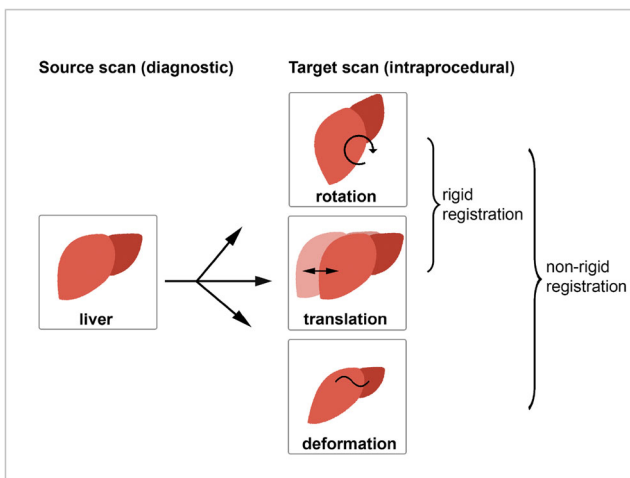 Source scan (diagnostic)
Target scan (intraprocedural)
rotation
rigid
registration
liver
translation
non-rigid
registration
deformation